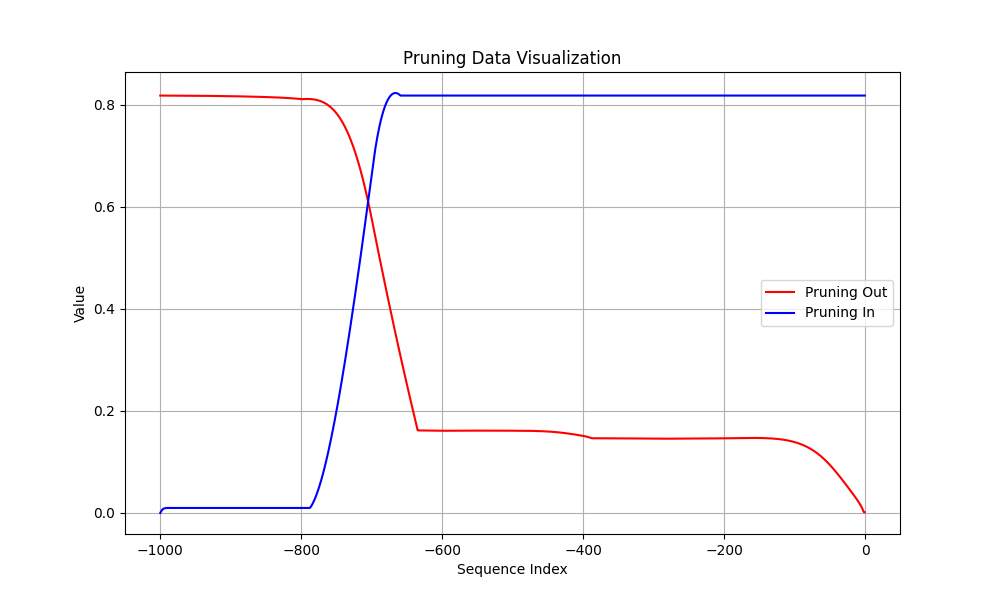 Pruning Data Visualization
0.8
0.6
0.4
0.2
0.0
Value
Pruning Out
Pruning In
−1000 −800 −600 −400 −200 0
Sequence Index